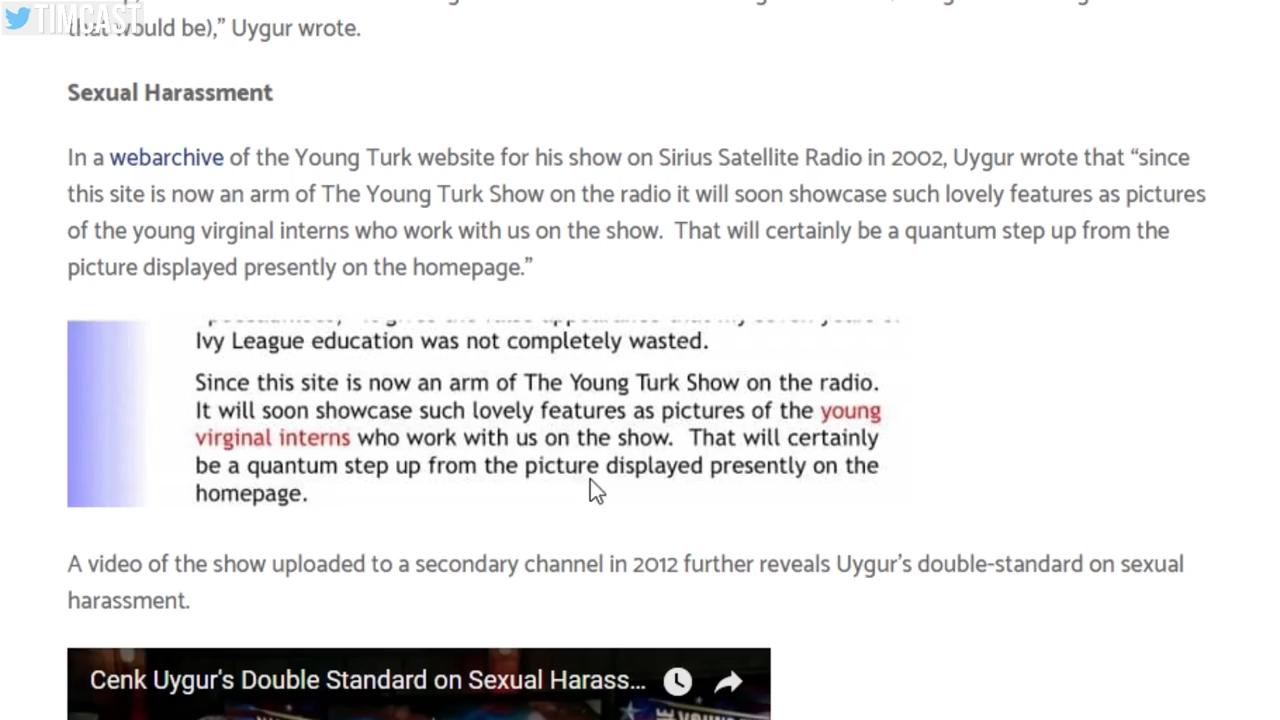 TIMCAST
that would be),” Uygur wrote.
Sexual Harassment
In a webarchive of the Young Turk website for his show on Sirius Satellite Radio in 2002, Uygur wrote that “since
this site is now an arm of The Young Turk Show on the radio it will soon showcase such lovely features as pictures
of the young virginal interns who work with us on the show. That will certainly be a quantum step up from the
picture displayed presently on the homepage.”
Ivy League education was not completely wasted.
Since this site is now an arm of The Young Turk Show on the radio.
It will soon showcase such lovely features as pictures of the young
virginal interns who work with us on the show. That will certainly
be a quantum step up from the picture displayed presently on the
homepage.
A video of the show uploaded to a secondary channel in 2012 further reveals Uygur’s double-standard on sexual
harassment.
Cenk Uygur's Double Standard on Sexual Harass...